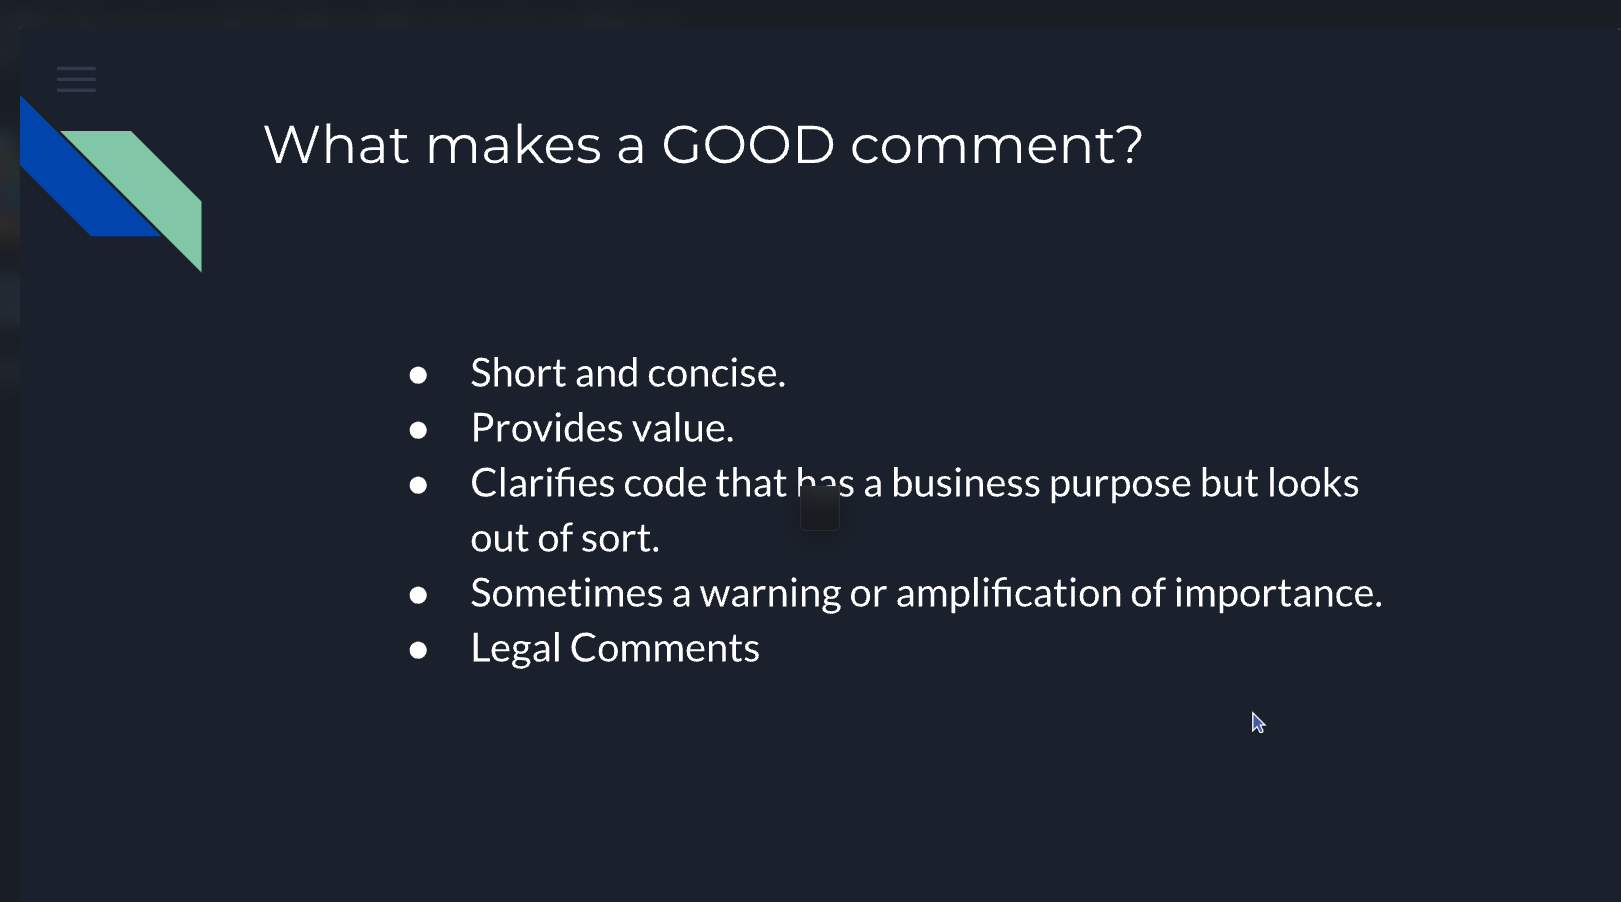 What makes a GOOD comment?
● Short and concise.
● Provides value.
● Clarifies code that has a business purpose but looks
out of sort.
● Sometimes a warning or amplification of importance.
● Legal Comments